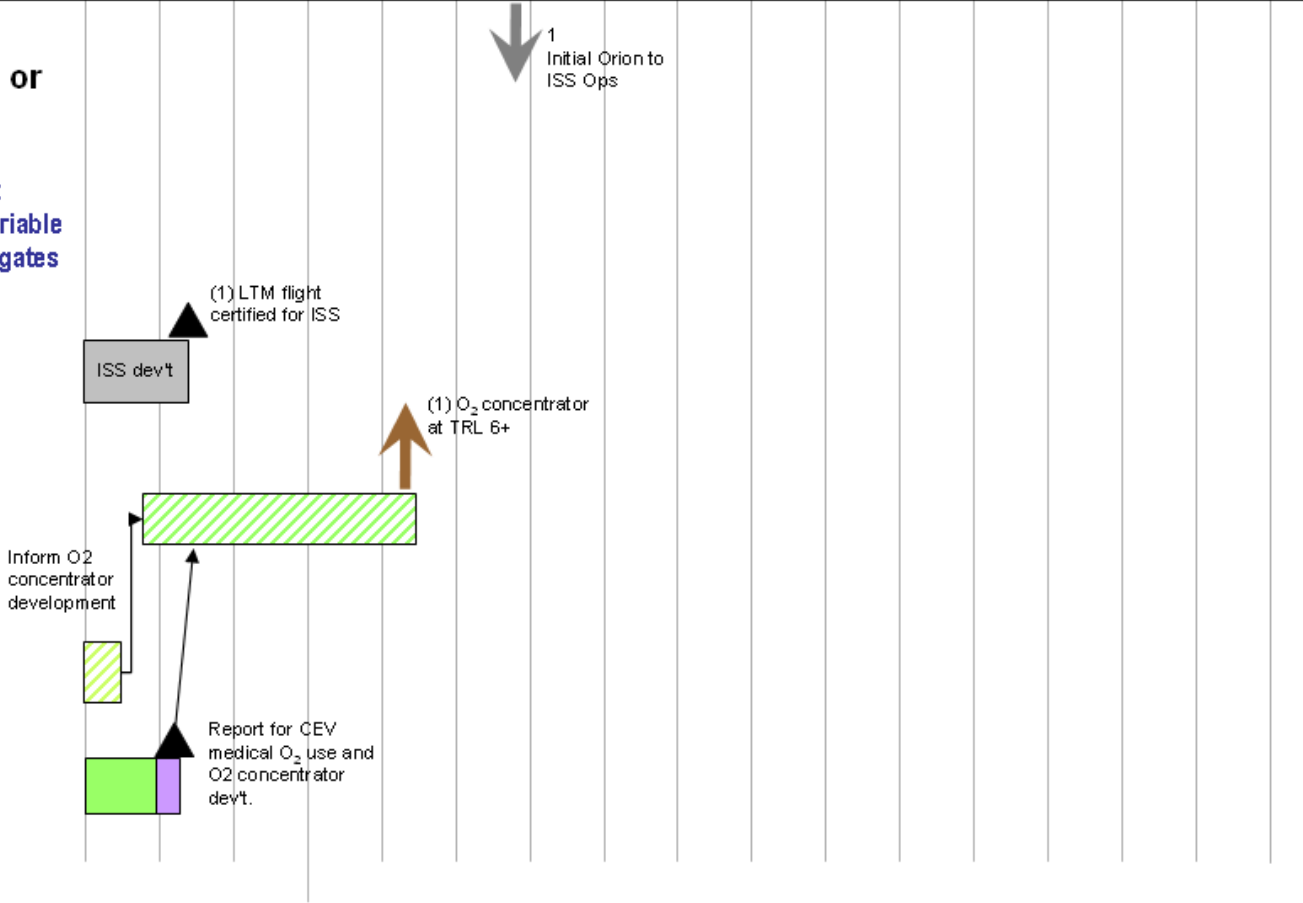 1
Initial Orion to
ISS Ops
or
riable
gates
(1) LTM flight
certified for ISS
ISS dev't
(1) O₂ concentrator
at TRL 6+
Inform O2
concentrator
development
Report for CEV
medical O₂ use and
O2 concentrator
dev't.